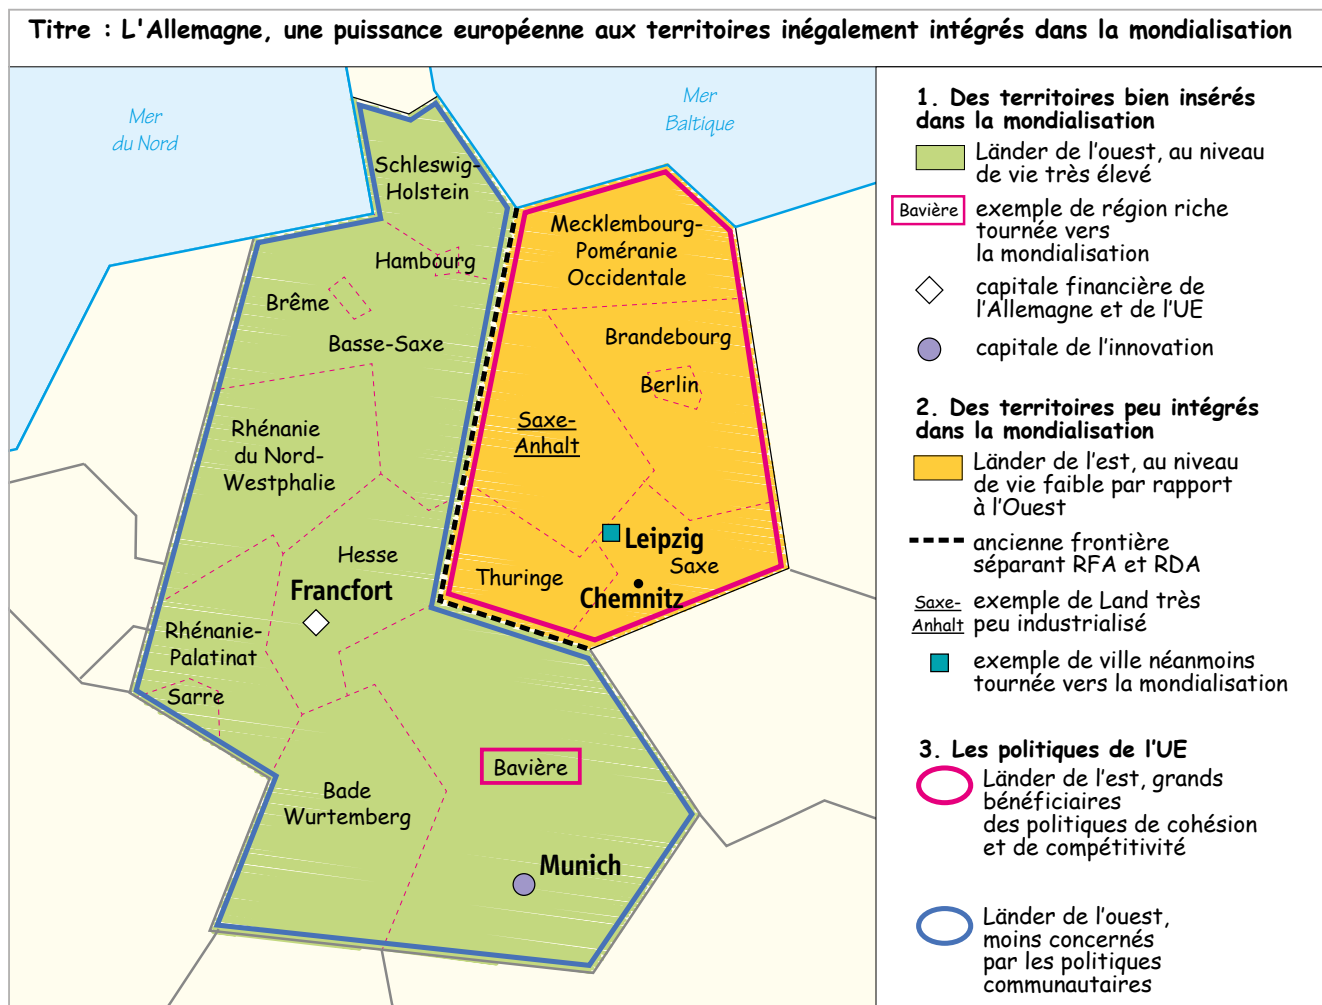 Titre : L'Allemagne, une puissance européenne aux territoires inégalement intégrés dans la mondialisation
Mer
du Nord
Mer
Baltique
Schleswig-
Holstein
Mecklembourg-
Poméranie
Occidentale
Hambourg
Brême
Basse-Saxe
Brandebourg
Berlin
Saxe-
Anhalt
Rhénanie
du Nord-
Westphalie
Hesse
Leipzig
Saxe
Thuringe
Chemnitz
Francfort
Rhénanie-
Palatinat
Sarre
Bavière
Bade
Wurtemberg
Munich
1. Des territoires bien insérés
dans la mondialisation
Länder de l'ouest, au niveau
de vie très élevé
Bavière
exemple de région riche
tournée vers
la mondialisation
capitale financière de
l'Allemagne et de l'UE
capitale de l'innovation
2. Des territoires peu intégrés
dans la mondialisation
Länder de l'est, au niveau
de vie faible par rapport
à l'Ouest
ancienne frontière
séparant RFA et RDA
Saxe-
Anhalt
exemple de Land très
peu industrialisé
exemple de ville néanmoins
tournée vers la mondialisation
3. Les politiques de l'UE
Länder de l'est, grands
bénéficiaires
des politiques de cohésion
et de compétitivité
Länder de l'ouest,
moins concernés
par les politiques
communautaires